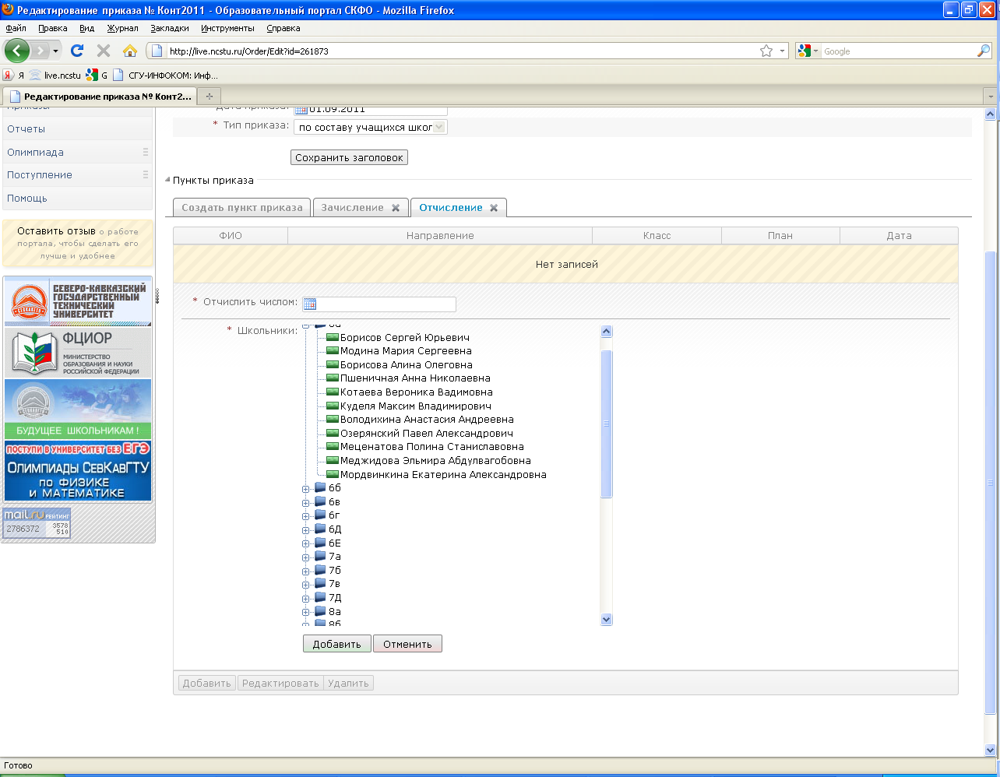 Редактирование приказа № Конт2011 - Образовательный портал СКФО - Mozilla Firefox
Файл Правка Вид Журнал Закладки Инструменты Справка
http://live.ncstu.ru/Order/Edit?id=261873 Google
Я Я live.ncstu G СГУ-ИНФОКОМ: Инф...
Редактирование приказа № Конт2...
Приказы
Отчеты
Олимпиада
Поступление
Помощь
Оставить отзыв о работе
портала, чтобы сделать его
лучше и удобнее
СЕВЕРО-КАВКАЗСКИЙ
ГОСУДАРСТВЕННЫЙ
ТЕХНИЧЕСКИЙ
УНИВЕРСИТЕТ
СЕВКАВГТУ
ФЦИОР
МИНИСТЕРСТВО
ОБРАЗОВАНИЯ И НАУКИ
РОССИЙСКОЙ ФЕДЕРАЦИИ
СЕВКАВГТУ
БУДУЩЕЕ ШКОЛЬНИКАМ !
ПОСТУПИ В УНИВЕРСИТЕТ БЕЗ ЕГЭ
ОЛИМПИАДЫ СЕВКАВГТУ
ПО ФИЗИКЕ
И МАТЕМАТИКЕ
mail.ru РЕЙТИНГ
2786372 3578
510
Дата приказа: 01.09.2011
* Тип приказа: по составу учащихся школ
Сохранить заголовок
Пункты приказа
Создать пункт приказа Зачисление Отчисление
ФИО Направление Класс План Дата
Нет записей
* Отчислить числом:
* Школьники: 6а
Борисов Сергей Юрьевич
Модина Мария Сергеевна
Борисова Алина Олеговна
Пшеничная Анна Николаевна
Котаева Вероника Вадимовна
Куделя Максим Владимирович
Володихина Анастасия Андреевна
Озерянский Павел Александрович
Меценатова Полина Станиславовна
Меджидова Эльмира Абдулвагобовна
Мордвинкина Екатерина Александровна
6б
6в
6г
6Д
6Е
7а
7б
7в
7Д
8а
8б
Добавить Отменить
Добавить Редактировать Удалить
Готово